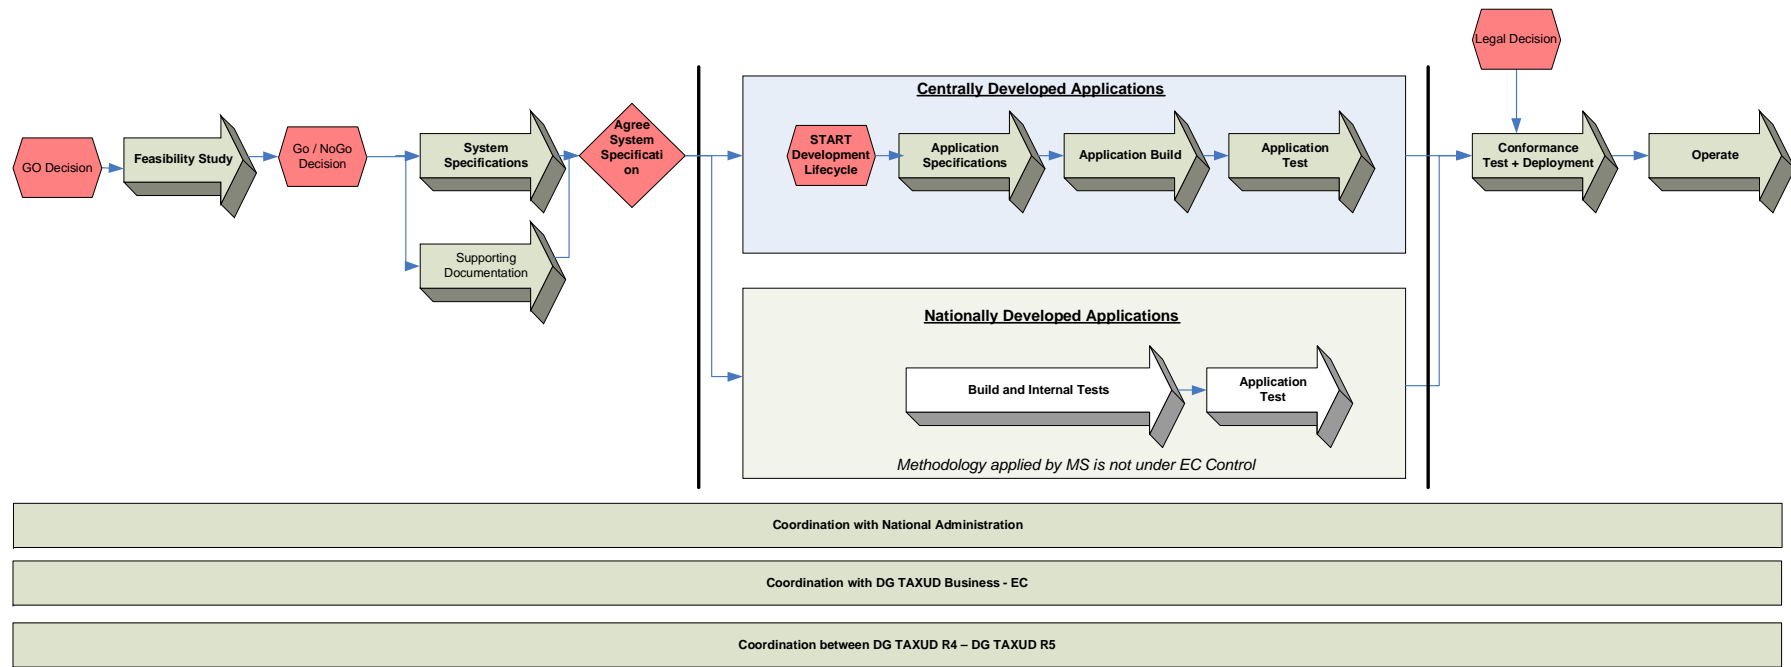 Legal Decision
Centrally Developed Applications
GO Decision
Feasibility Study
Go / NoGo
Decision
System
Specifications
Agree
System
Specificati
on
START
Development
Lifecycle
Application
Specifications
Application Build
Application
Test
Conformance
Test + Deployment
Operate
Supporting
Documentation
Nationally Developed Applications
Build and Internal Tests
Application
Test
Methodology applied by MS is not under EC Control
Coordination with National Administration
Coordination with DG TAXUD Business - EC
Coordination between DG TAXUD R4 – DG TAXUD R5